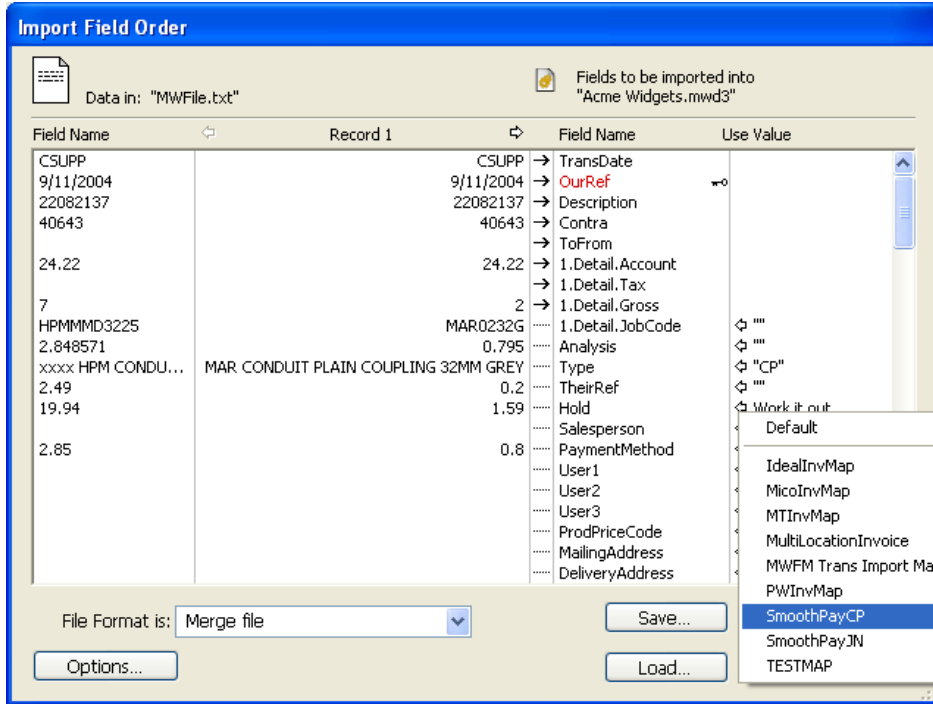 Import Field Order
Data in: "MWFile.txt"
Fields to be imported into
"Acme Widgets.mwd3"
Field Name Record 1 Field Name Use Value
CSUPP CSUPP TransDate
9/11/2004 9/11/2004 OurRef
22082137 22082137 Description
40643 40643 Contra
ToFrom
24.22 24.22 1.Detail.Account
1.Detail.Tax
7 2 1.Detail.Gross
HPMMMD3225 MAR0232G 1.Detail.JobCode ""
2.848571 0.795 Analysis ""
xxxx HPM CONDU... MAR CONDUIT PLAIN COUPLING 32MM GREY Type "CP"
2.49 0.2 TheirRef ""
19.94 1.59 Hold Work it out
Salesperson
2.85 0.8 PaymentMethod
User1
User2
User3
ProdPriceCode
MailingAddress
DeliveryAddress
Default
IdealInvMap
MicoInvMap
MTInvMap
MultiLocationInvoice
MWFM Trans Import Ma
PWInvMap
SmoothPayCP
SmoothPayJN
TESTMAP
File Format is: Merge file
Save...
Options...
Load...